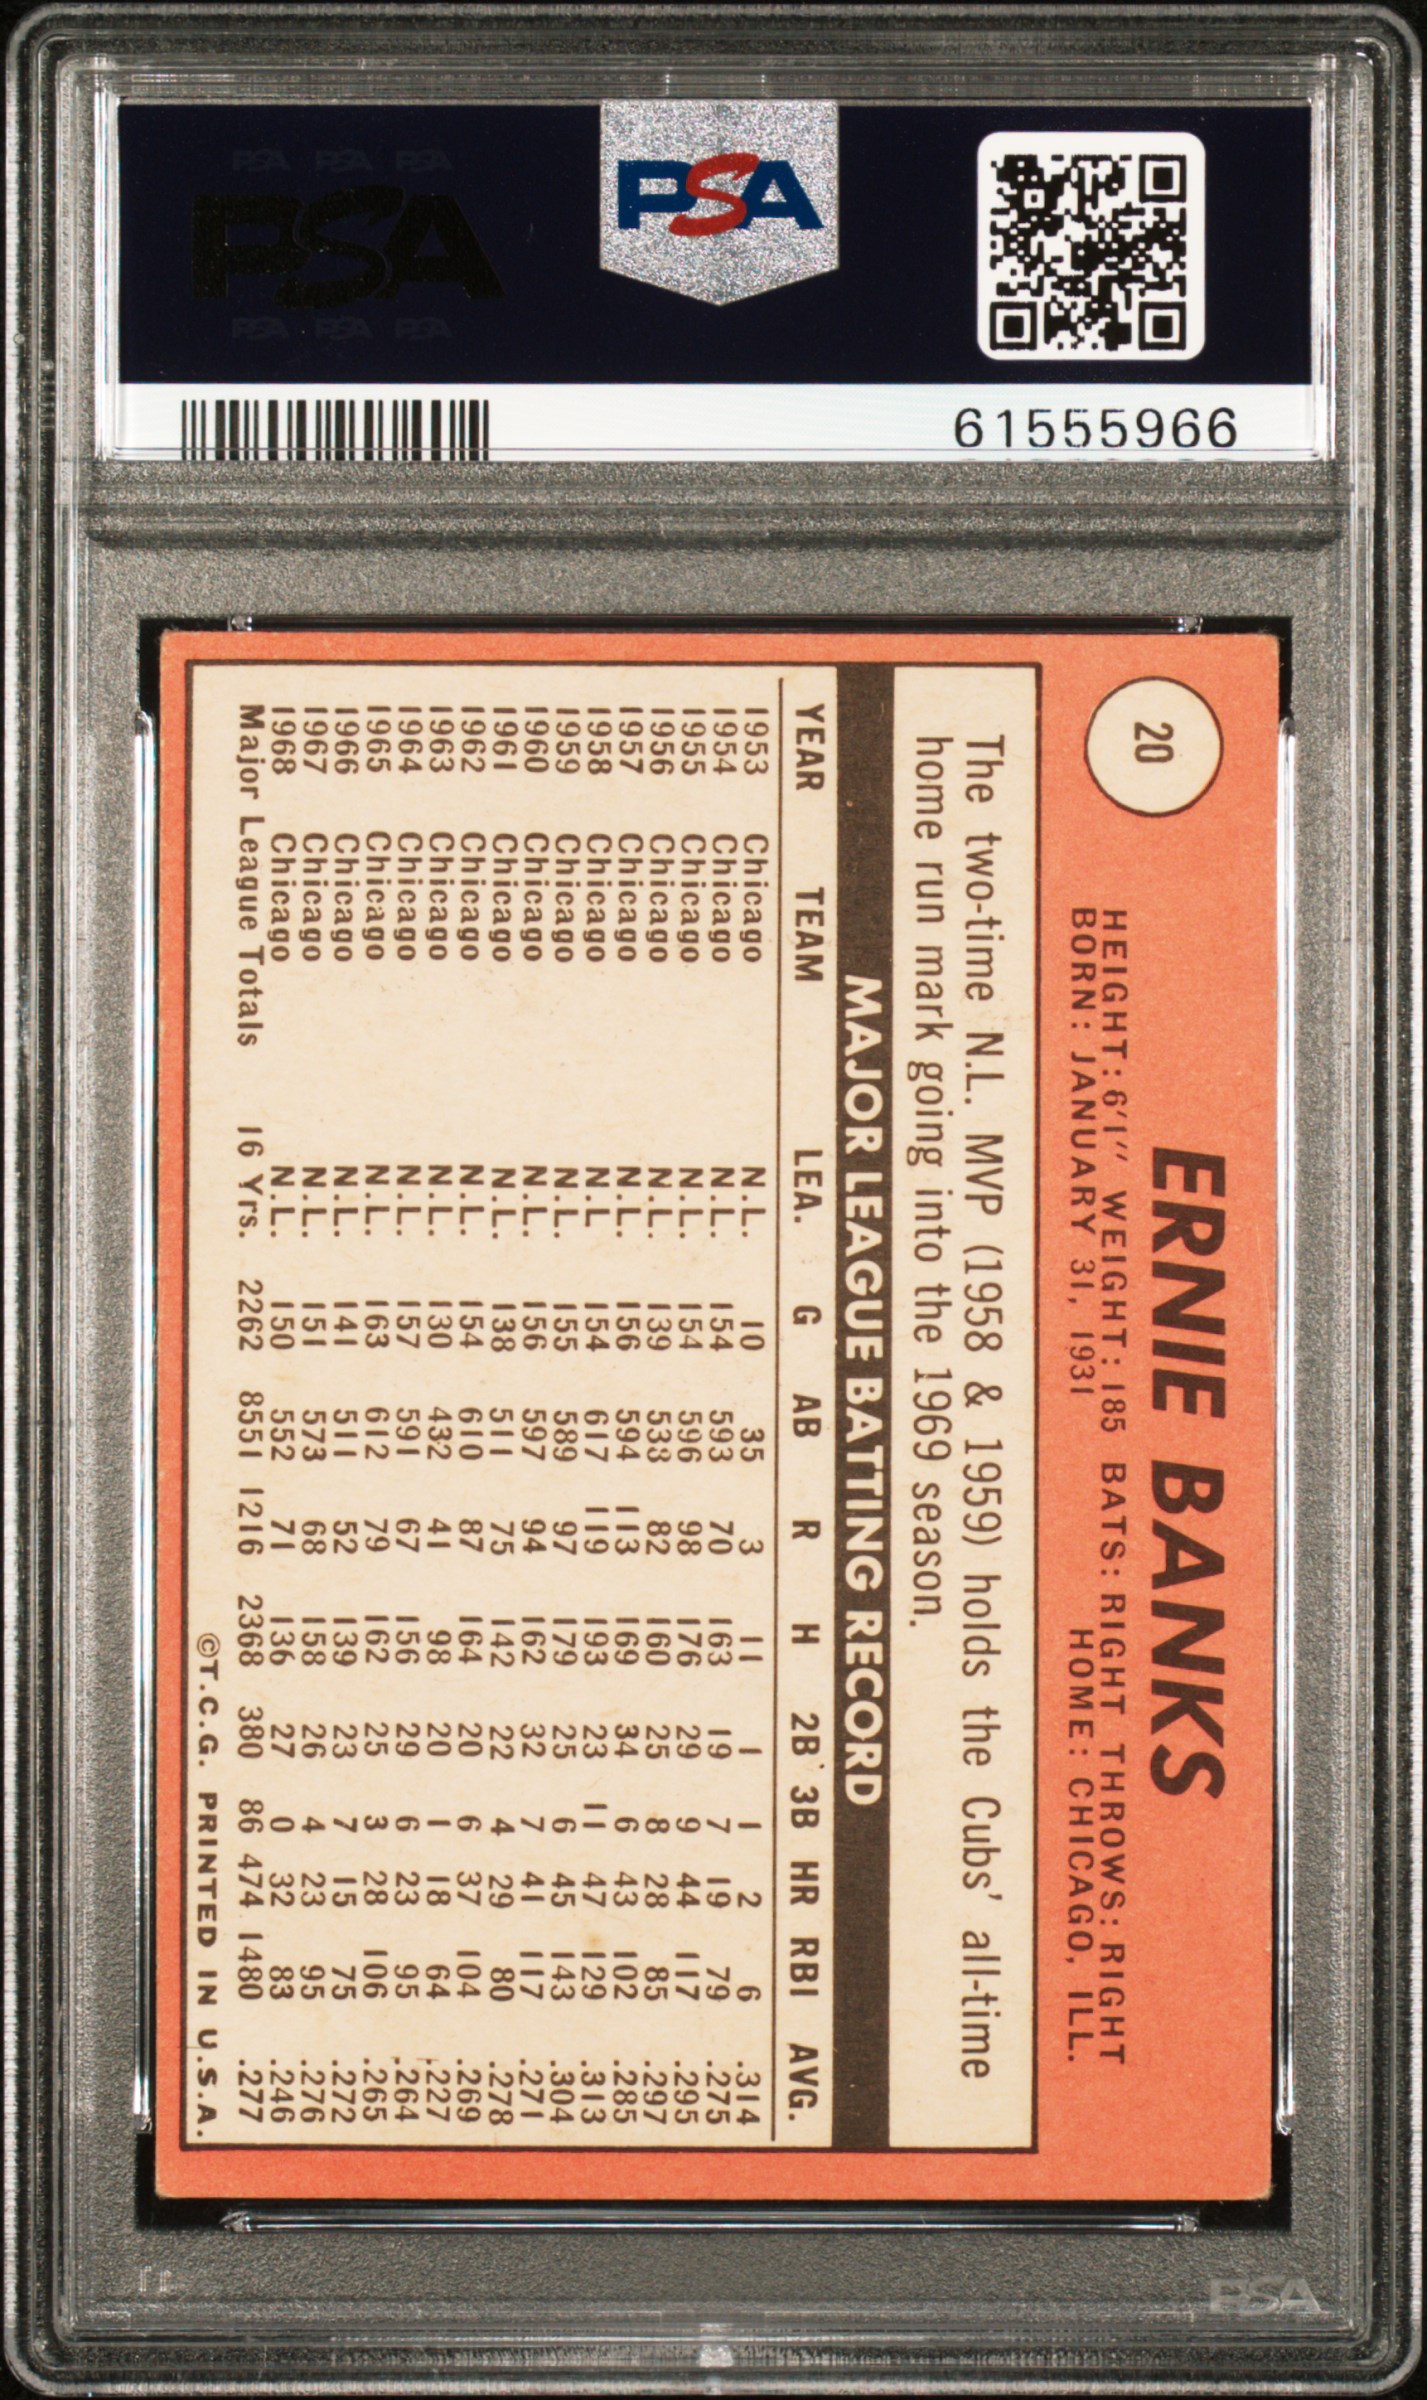 PSA PSA PSA
PSA
PSA PSA PSA
PSA
61555966
20
ERNIE BANKS
HEIGHT: 6'1" WEIGHT: 185 BATS: RIGHT THROWS: RIGHT
BORN: JANUARY 31, 1931 HOME: CHICAGO, ILL.
The two-time N.L. MVP (1958 & 1959) holds the Cubs' all-time
home run mark going into the 1969 season.
MAJOR LEAGUE BATTING RECORD
YEAR TEAM LEA. G AB R H 2B 3B HR RBI AVG.
1953 Chicago N.L. 10 35 3 11 1 1 2 6 .314
1954 Chicago N.L. 154 593 70 163 19 7 19 79 .275
1955 Chicago N.L. 154 596 98 176 29 9 44 117 .295
1956 Chicago N.L. 139 538 82 160 25 8 28 85 .297
1957 Chicago N.L. 156 594 113 169 34 6 43 102 .285
1958 Chicago N.L 154 617 119 193 23 11 47 129 .313
1959 Chicago N.L. 155 589 97 179 25 6 45 143 .304
1960 Chicago N.L. 156 597 94 162 32 7 41 117 .271
1961 Chicago N.L. 138 511 75 142 22 4 29 80 .278
1962 Chicago N.L. 154 610 87 164 20 6 37 104 .269
1963 Chicago N.L. 130 432 41 98 20 1 18 64 .227
1964 Chicago N.L. 157 591 67 156 29 6 23 95 .264
1965 Chicago N.L. 163 612 79 162 25 3 28 106 .265
1966 Chicago N.L. 141 511 52 139 23 7 15 75 .272
1967 Chicago N.L. 151 573 68 158 26 4 23 95 .276
1968 Chicago N.L. 150 552 71 136 27 0 32 83 .246
Major League Totals 16 Yrs. 2262 8551 1216 2368 380 86 474 1480 .277
©T.C.G. PRINTED IN U.S.A.
PSA